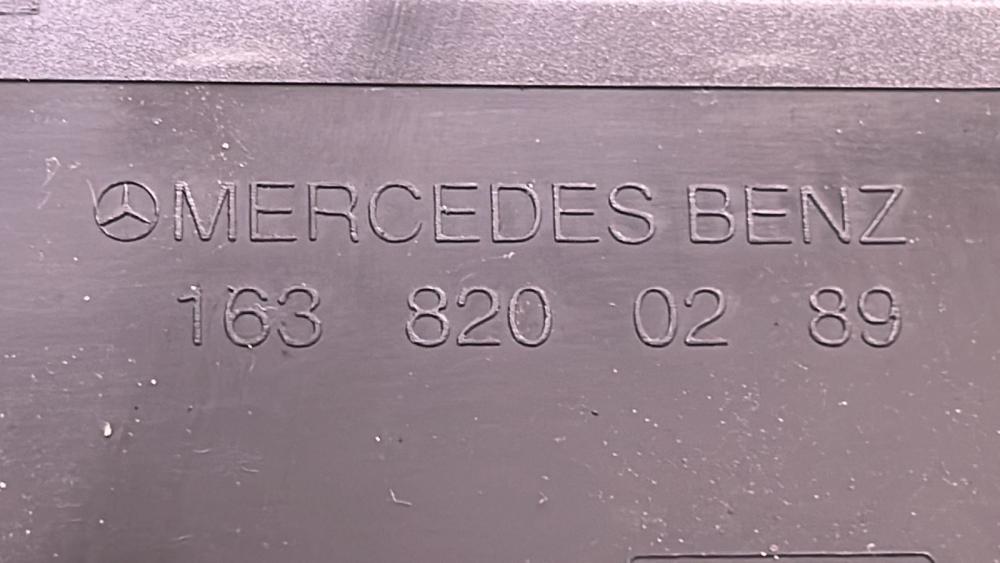 MERCEDES BENZ
163 820 02 89